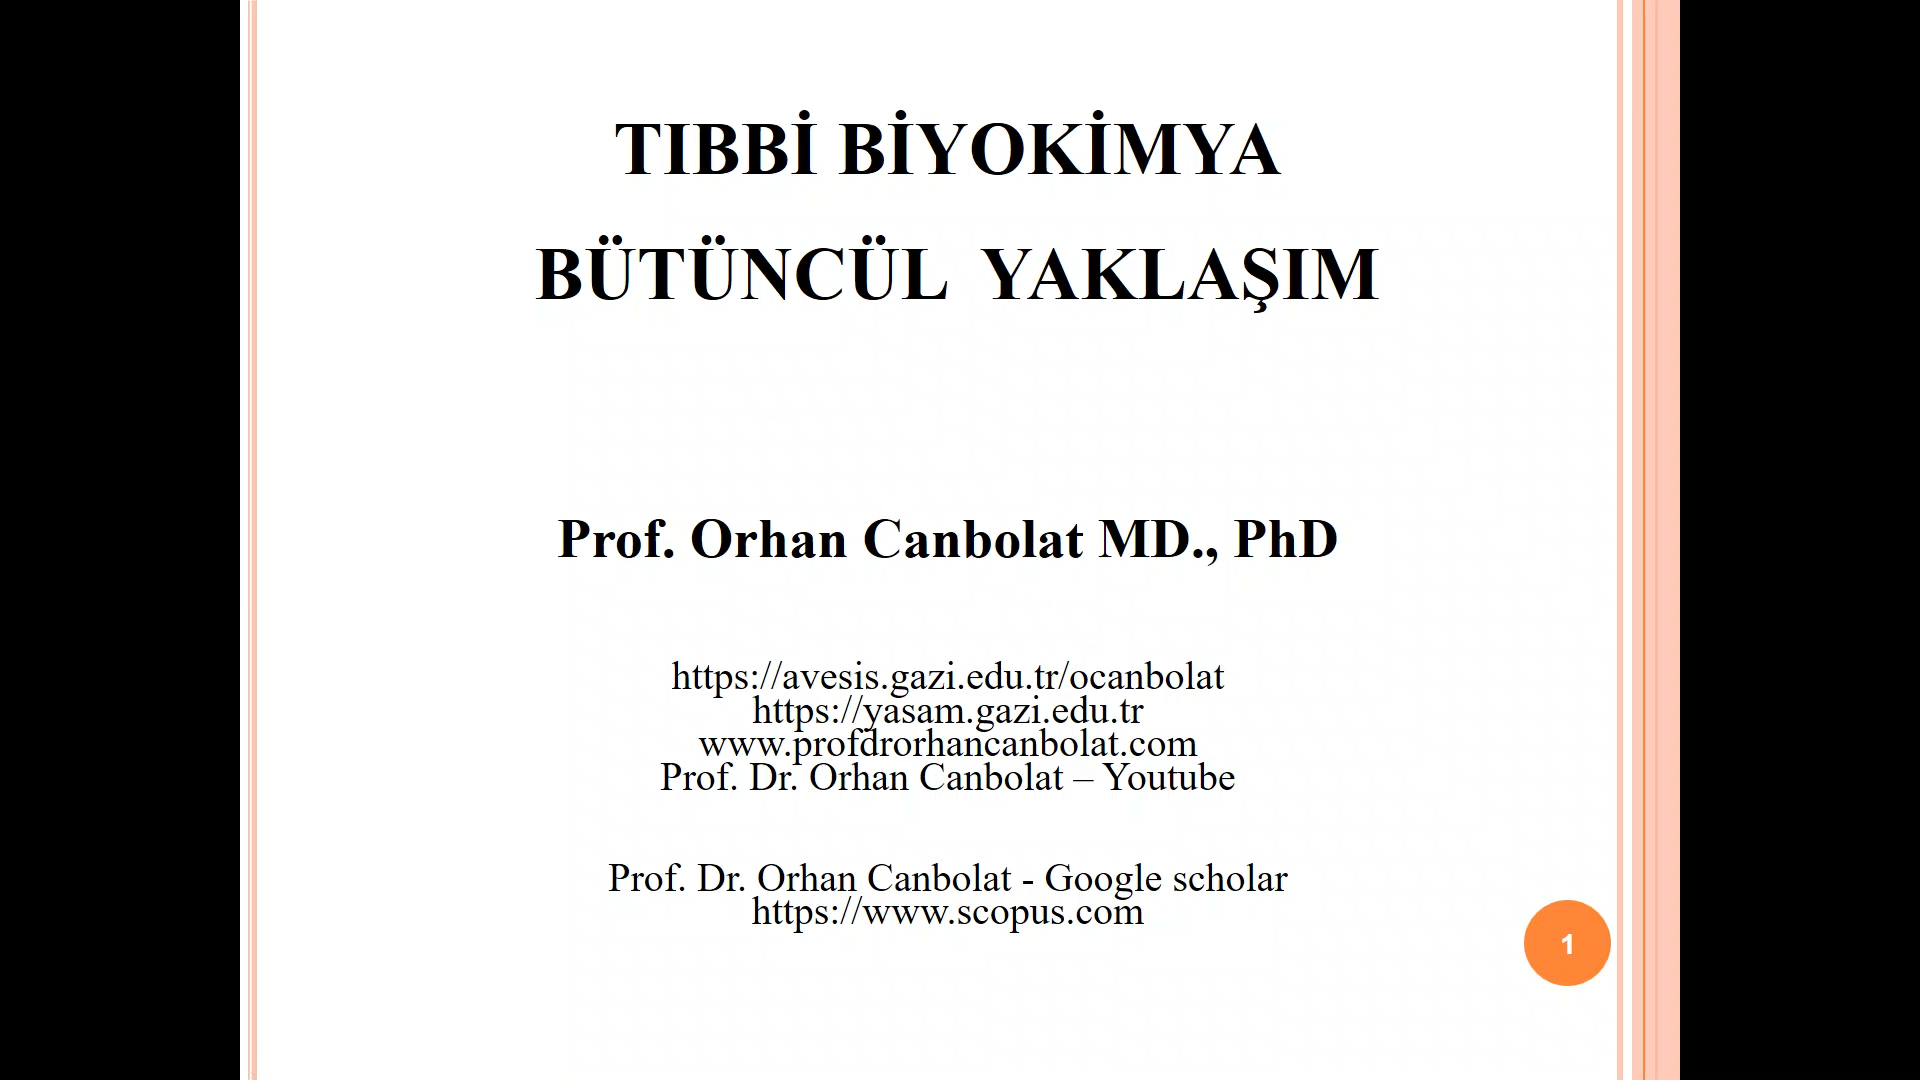 TIBBİ BİYOKİMYA
BÜTÜNCÜL YAKLAŞIM
Prof. Orhan Canbolat MD., PhD
https://avesis.gazi.edu.tr/ocanbolat
https://yasam.gazi.edu.tr
www.profdrorhancanbolat.com
Prof. Dr. Orhan Canbolat – Youtube
Prof. Dr. Orhan Canbolat - Google scholar
https://www.scopus.com
1